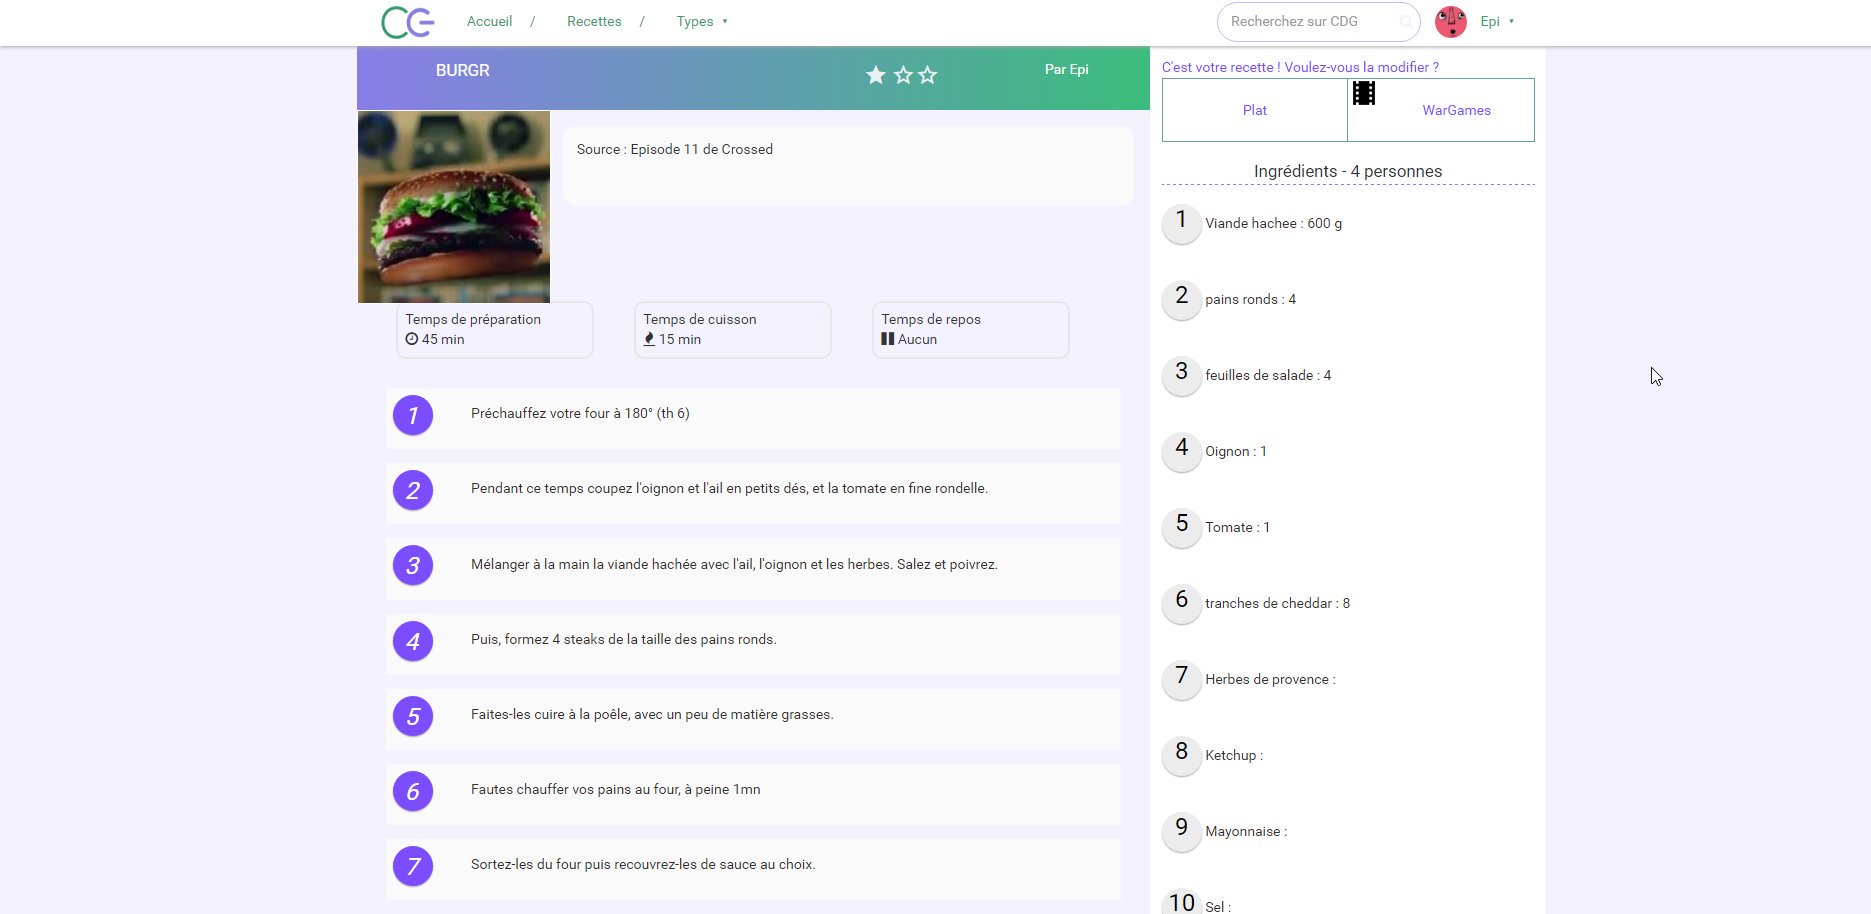 CE Accueil / Recettes / Types Recherchez sur CDG Epi
BURGR Par Epi
Source : Episode 11 de Crossed
Temps de préparation
45 min
Temps de cuisson
15 min
Temps de repos
Aucun
1 Préchauffez votre four à 180° (th 6)
2 Pendant ce temps coupez l'oignon et l'ail en petits dés, et la tomate en fine rondelle.
3 Mélanger à la main la viande hachée avec l'ail, l'oignon et les herbes. Salez et poivrez.
4 Puis, formez 4 steaks de la taille des pains ronds.
5 Faites-les cuire à la poêle, avec un peu de matière grasses.
6 Fautes chauffer vos pains au four, à peine 1mn
7 Sortez-les du four puis recouvrez-les de sauce au choix.
C'est votre recette ! Voulez-vous la modifier ?
Plat WarGames
Ingrédients - 4 personnes
1 Viande hachee : 600 g
2 pains ronds : 4
3 feuilles de salade : 4
4 Oignon : 1
5 Tomate : 1
6 tranches de cheddar : 8
7 Herbes de provence :
8 Ketchup :
9 Mayonnaise :
10 Sel :